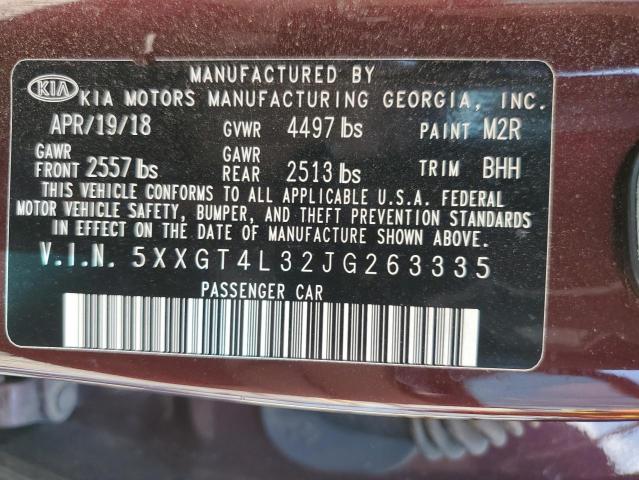 MANUFACTURED BY
KIA KIA MOTORS MANUFACTURING GEORGIA, INC.
APR/19/18 GVWR 4497 lbs PAINT M2R
GAWR FRONT 2557 lbs GAWR REAR 2513 lbs TRIM BHH
THIS VEHICLE CONFORMS TO ALL APPLICABLE U.S.A. FEDERAL
MOTOR VEHICLE SAFETY, BUMPER, AND THEFT PREVENTION STANDARDS
IN EFFECT ON THE DATE OF MANUFACTURE SHOWN ABOVE.
V.I.N. 5XXGT4L32JG263335
PASSENGER CAR